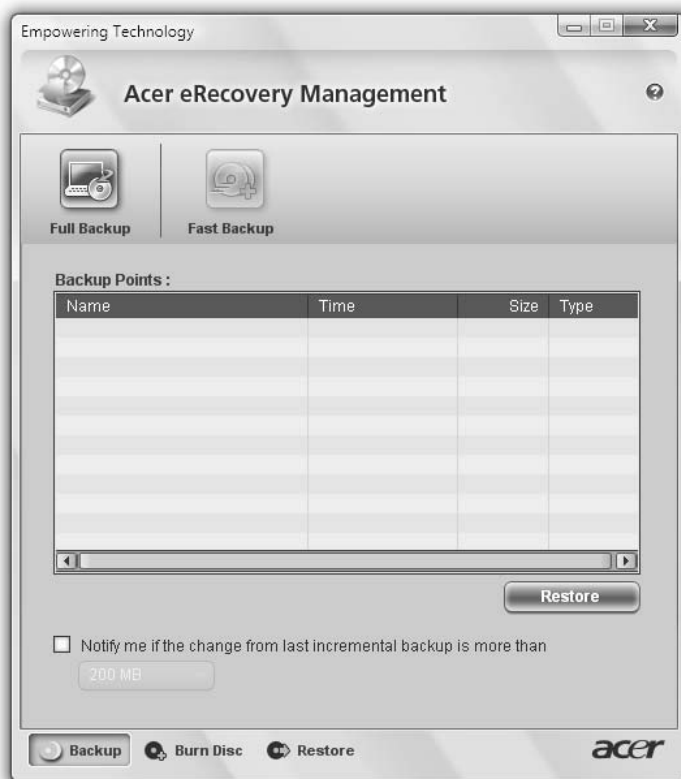 Empowering Technology
Acer eRecovery Management
Full Backup
Fast Backup
Backup Points :
Name Time Size Type
Restore
Notify me if the change from last incremental backup is more than
200 MB
Backup Burn Disc Restore acer